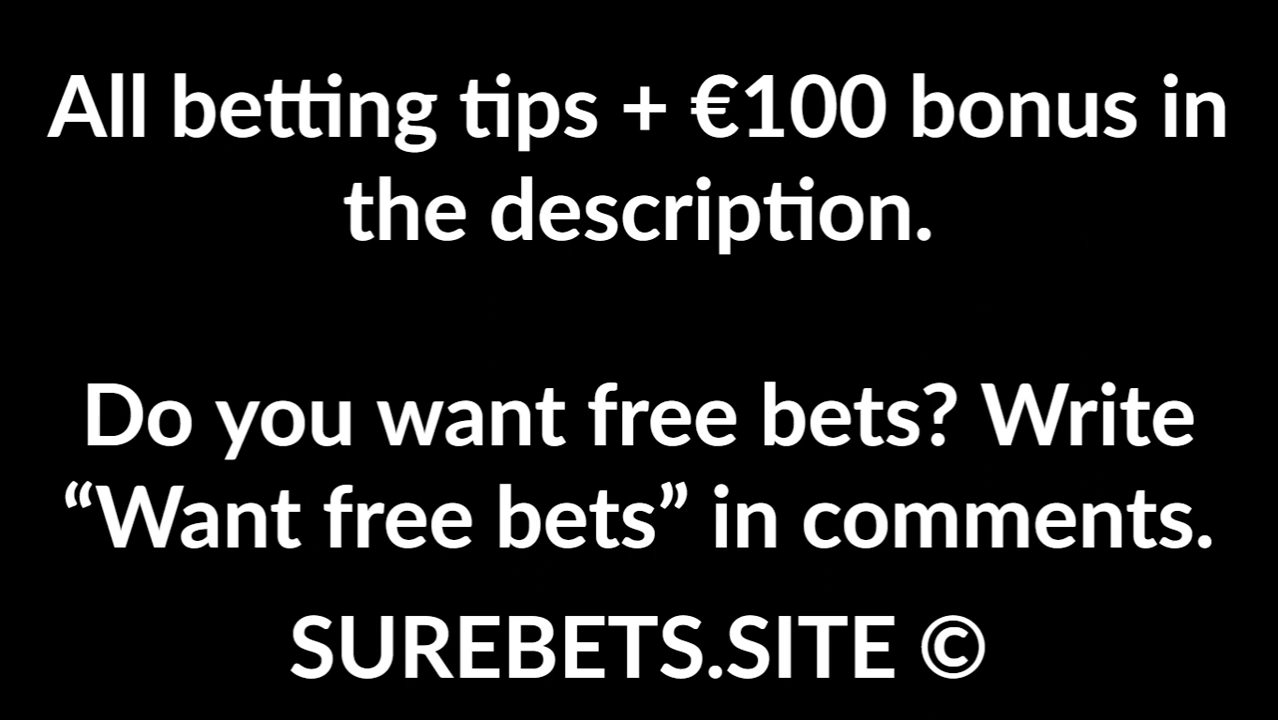 All betting tips + €100 bonus in
the description.
Do you want free bets? Write
“Want free bets” in comments.
SUREBETS.SITE ©